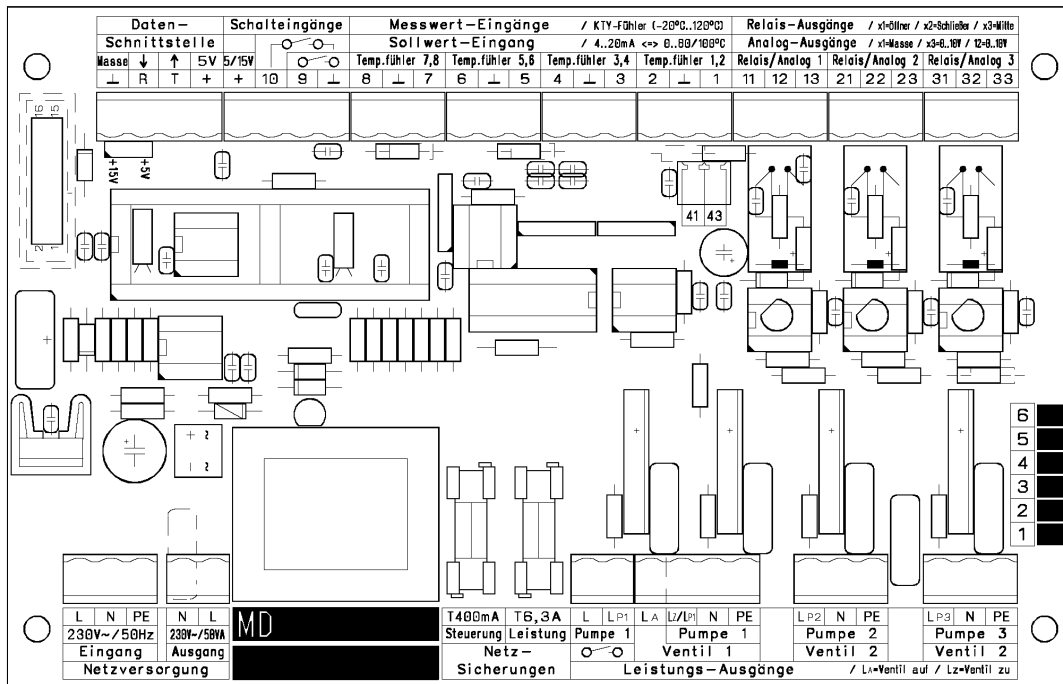 Daten- Schalteingänge Messwert-Eingänge / KTY-Fühler (-20°C..120°C) Relais-Ausgänge / x1=Öffner / x2=Schließer / x3=Mitte
Schnittstelle Sollwert-Eingang / 4..20mA <=> 0..80/100°C Analog-Ausgänge / x1=Masse / x3=0..10V / 12=0..10V
Masse ↓ ↑ 5V 5/15V Temp.fühler 7,8 Temp.fühler 5,6 Temp.fühler 3,4 Temp.fühler 1,2 Relais/Analog 1 Relais/Analog 2 Relais/Analog 3
⊥ R T + + 10 9 ⊥ 8 ⊥ 7 6 ⊥ 5 4 ⊥ 3 2 ⊥ 1 11 12 13 21 22 23 31 32 33
16 15
+15V +5V
2 1
41 43
6
5
4
3
2
1
L N PE N L MD T400mA T6,3A L LP1 LA LZ/LP1 N PE LP2 N PE LP3 N PE
230V~/50Hz 230V~/50VA Steuerung Leistung Pumpe 1 Pumpe 1 Pumpe 2 Pumpe 3
Eingang Ausgang Netz- Ventil 1 Ventil 2 Ventil 2
Netzversorgung Sicherungen Leistungs-Ausgänge / LA=Ventil auf / LZ=Ventil zu